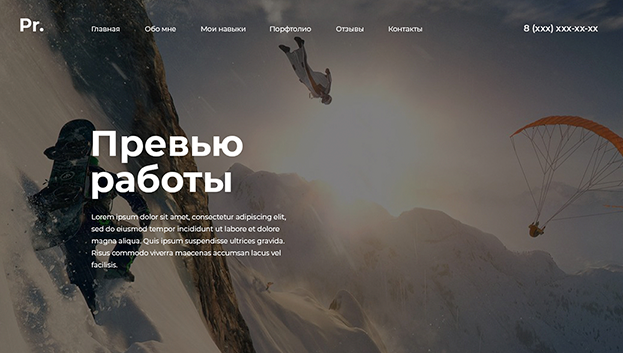 Pr.
Главная Обо мне Мои навыки Портфолио Отзывы Контакты
8 (xxx) xxx-xx-xx
Превью
работы
Lorem ipsum dolor sit amet, consectetur adipiscing elit,
sed do eiusmod tempor incididunt ut labore et dolore
magna aliqua. Quis ipsum suspendisse ultrices gravida.
Risus commodo viverra maecenas accumsan lacus vel
facilisis.